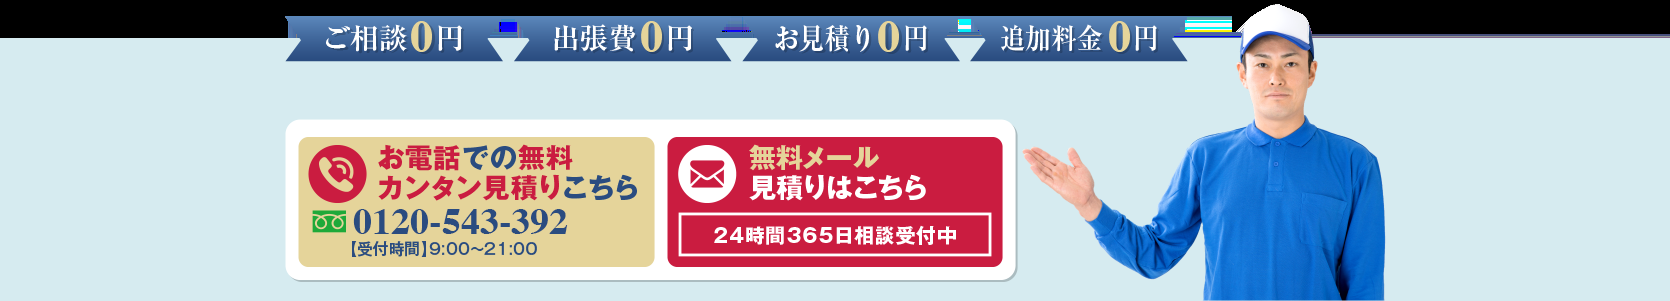 ご相談0円
出張費0円
お見積り0円
追加料金0円
お電話での無料
カンタン見積りこちら
0120-543-392
【受付時間】9:00～21:00
無料メール
見積りはこちら
24時間365日相談受付中